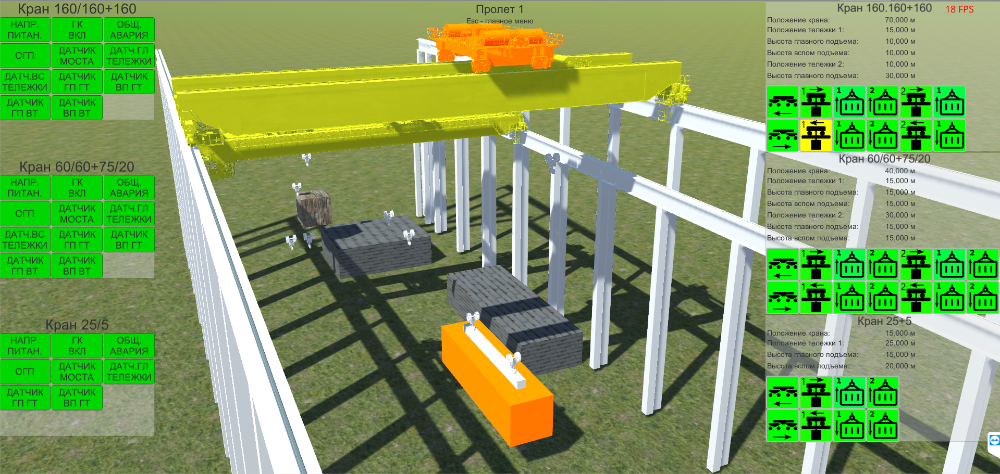 Кран 160/160+160
НАПР.
ПИТАН.
ГК
ВКЛ
ОБЩ.
АВАРИЯ
ОГП
ДАТЧИК
МОСТА
ДАТЧ.ГЛ
ТЕЛЕЖКИ
ДАТЧ.ВС
ТЕЛЕЖКИ
ДАТЧИК
ГП ГТ
ДАТЧИК
ВП ГТ
ДАТЧИК
ГП ВТ
ДАТЧИК
ВП ВТ
Кран 60/60+75/20
НАПР.
ПИТАН.
ГК
ВКЛ
ОБЩ.
АВАРИЯ
ОГП
ДАТЧИК
МОСТА
ДАТЧ.ГЛ
ТЕЛЕЖКИ
ДАТЧ.ВС
ТЕЛЕЖКИ
ДАТЧИК
ГП ГТ
ДАТЧИК
ВП ГТ
ДАТЧИК
ГП ВТ
ДАТЧИК
ВП ВТ
Кран 25/5
НАПР.
ПИТАН.
ГК
ВКЛ
ОБЩ.
АВАРИЯ
ОГП
ДАТЧИК
МОСТА
ДАТЧ.ГЛ
ТЕЛЕЖКИ
ДАТЧИК
ГП ГТ
ДАТЧИК
ВП ГТ
Пролет 1
Esc - главное меню
Кран 160.160+160
18 FPS
Положение крана: 70,000 м
Положение тележки 1: 15,000 м
Высота главного подъема: 10,000 м
Высота вспом подъема: 10,000 м
Положение тележки 2: 10,000 м
Высота главного подъема: 30,000 м
1 1 2 2 1
1 1 2 2 1
Кран 60/60+75/20
Положение крана: 40,000 м
Положение тележки 1: 15,000 м
Высота главного подъема: 15,000 м
Высота вспом подъема: 15,000 м
Положение тележки 2: 30,000 м
Высота главного подъема: 15,000 м
Высота вспом подъема: 15,000 м
1 1 2 2 1 2
1 1 2 2 1 2
Кран 25+5
Положение крана: 15,000 м
Положение тележки 1: 25,000 м
Высота главного подъема: 15,000 м
Высота вспом подъема: 20,000 м
1 1 2
1 1 2